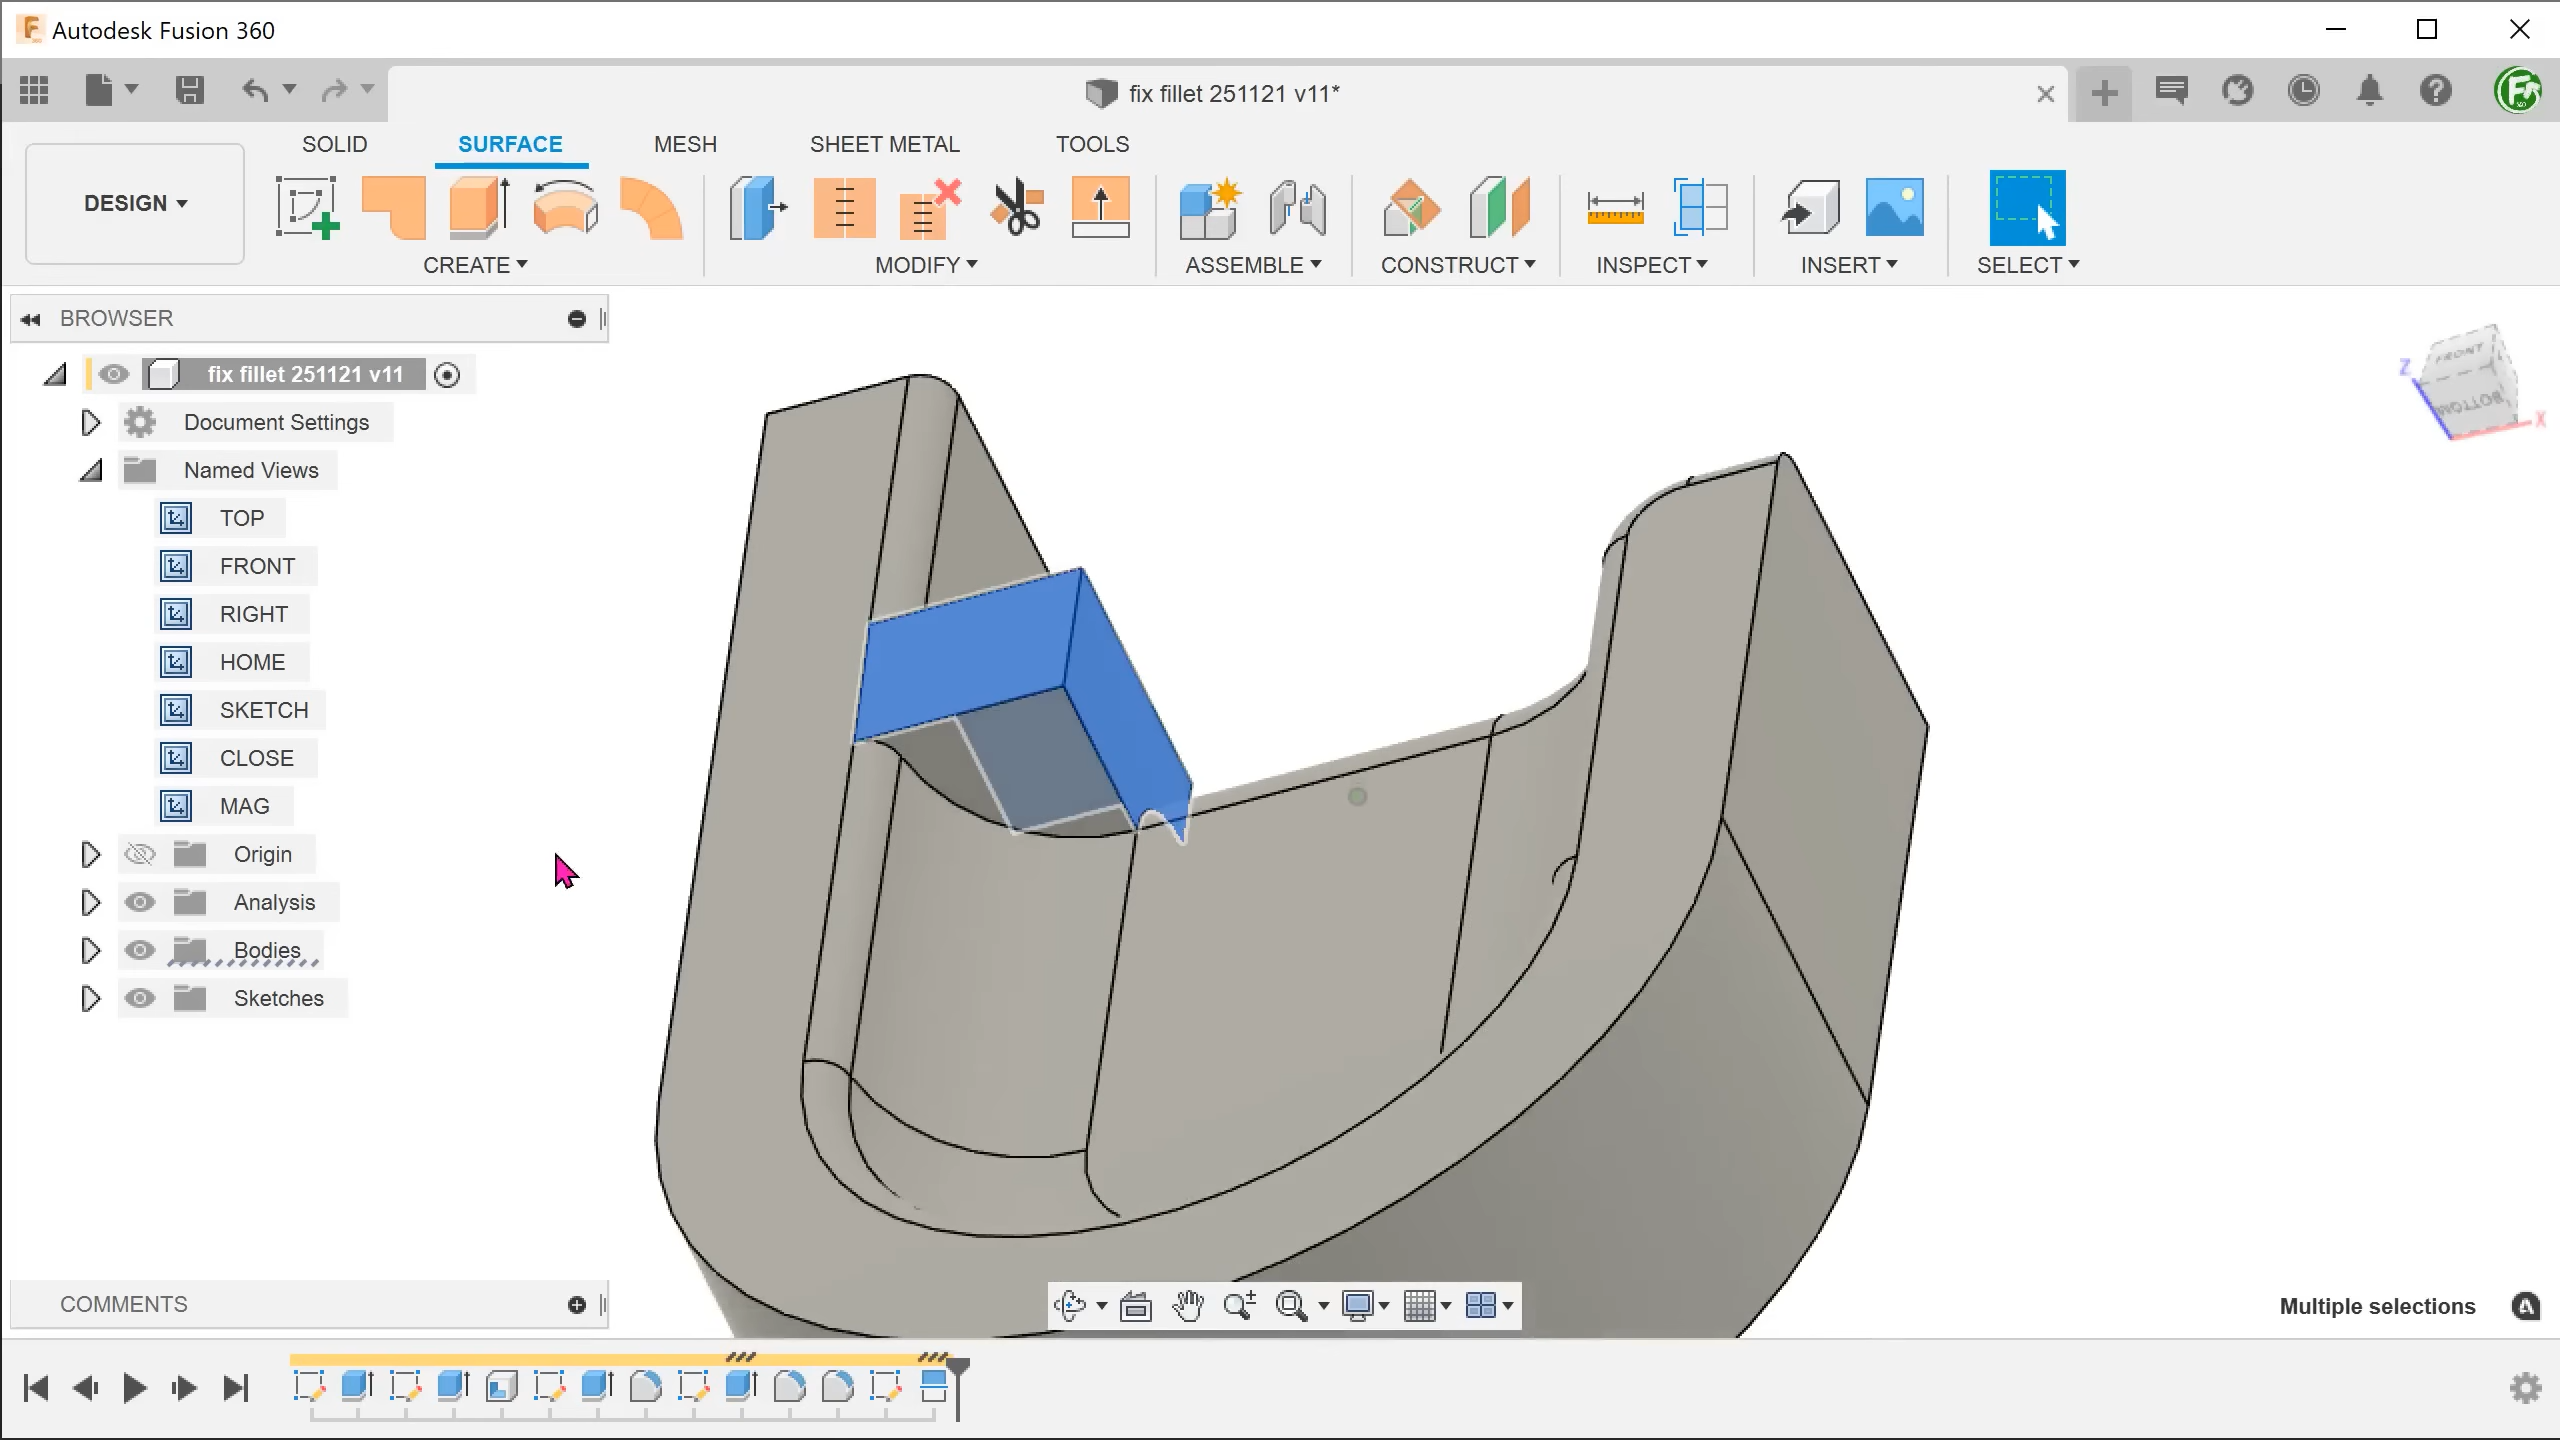 Autodesk Fusion 360
fix fillet 251121 v11*
DESIGN
SOLID
SURFACE
MESH
SHEET METAL
TOOLS
CREATE
MODIFY
ASSEMBLE
CONSTRUCT
INSPECT
INSERT
SELECT
BROWSER
fix fillet 251121 v11
Document Settings
Named Views
TOP
FRONT
RIGHT
HOME
SKETCH
CLOSE
MAG
Origin
Analysis
Bodies
Sketches
FRONT
BOTTOM
Z
X
COMMENTS
Multiple selections